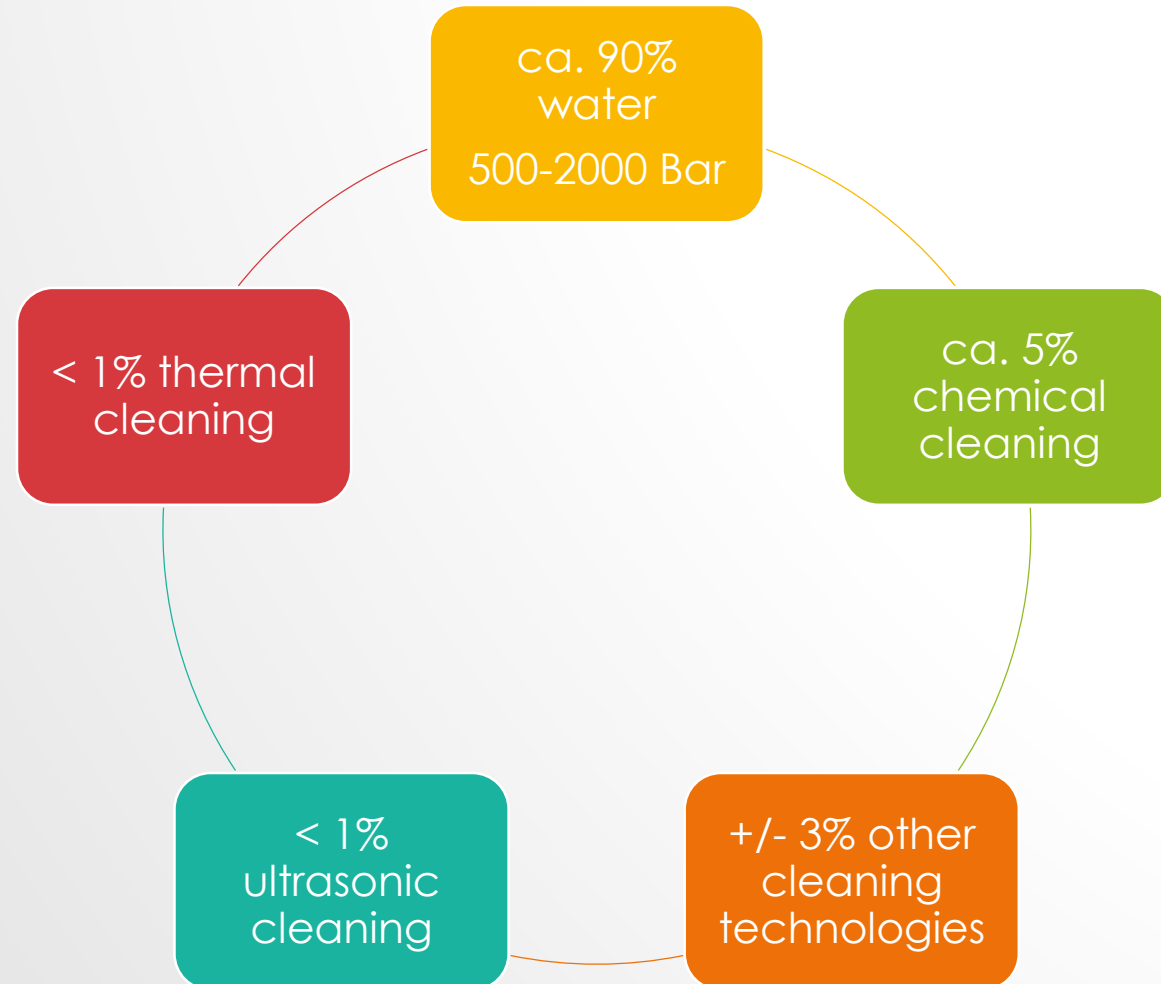 ca. 90%
water
500-2000 Bar
ca. 5%
chemical
cleaning
+/- 3% other
cleaning
technologies
< 1%
ultrasonic
cleaning
< 1% thermal
cleaning